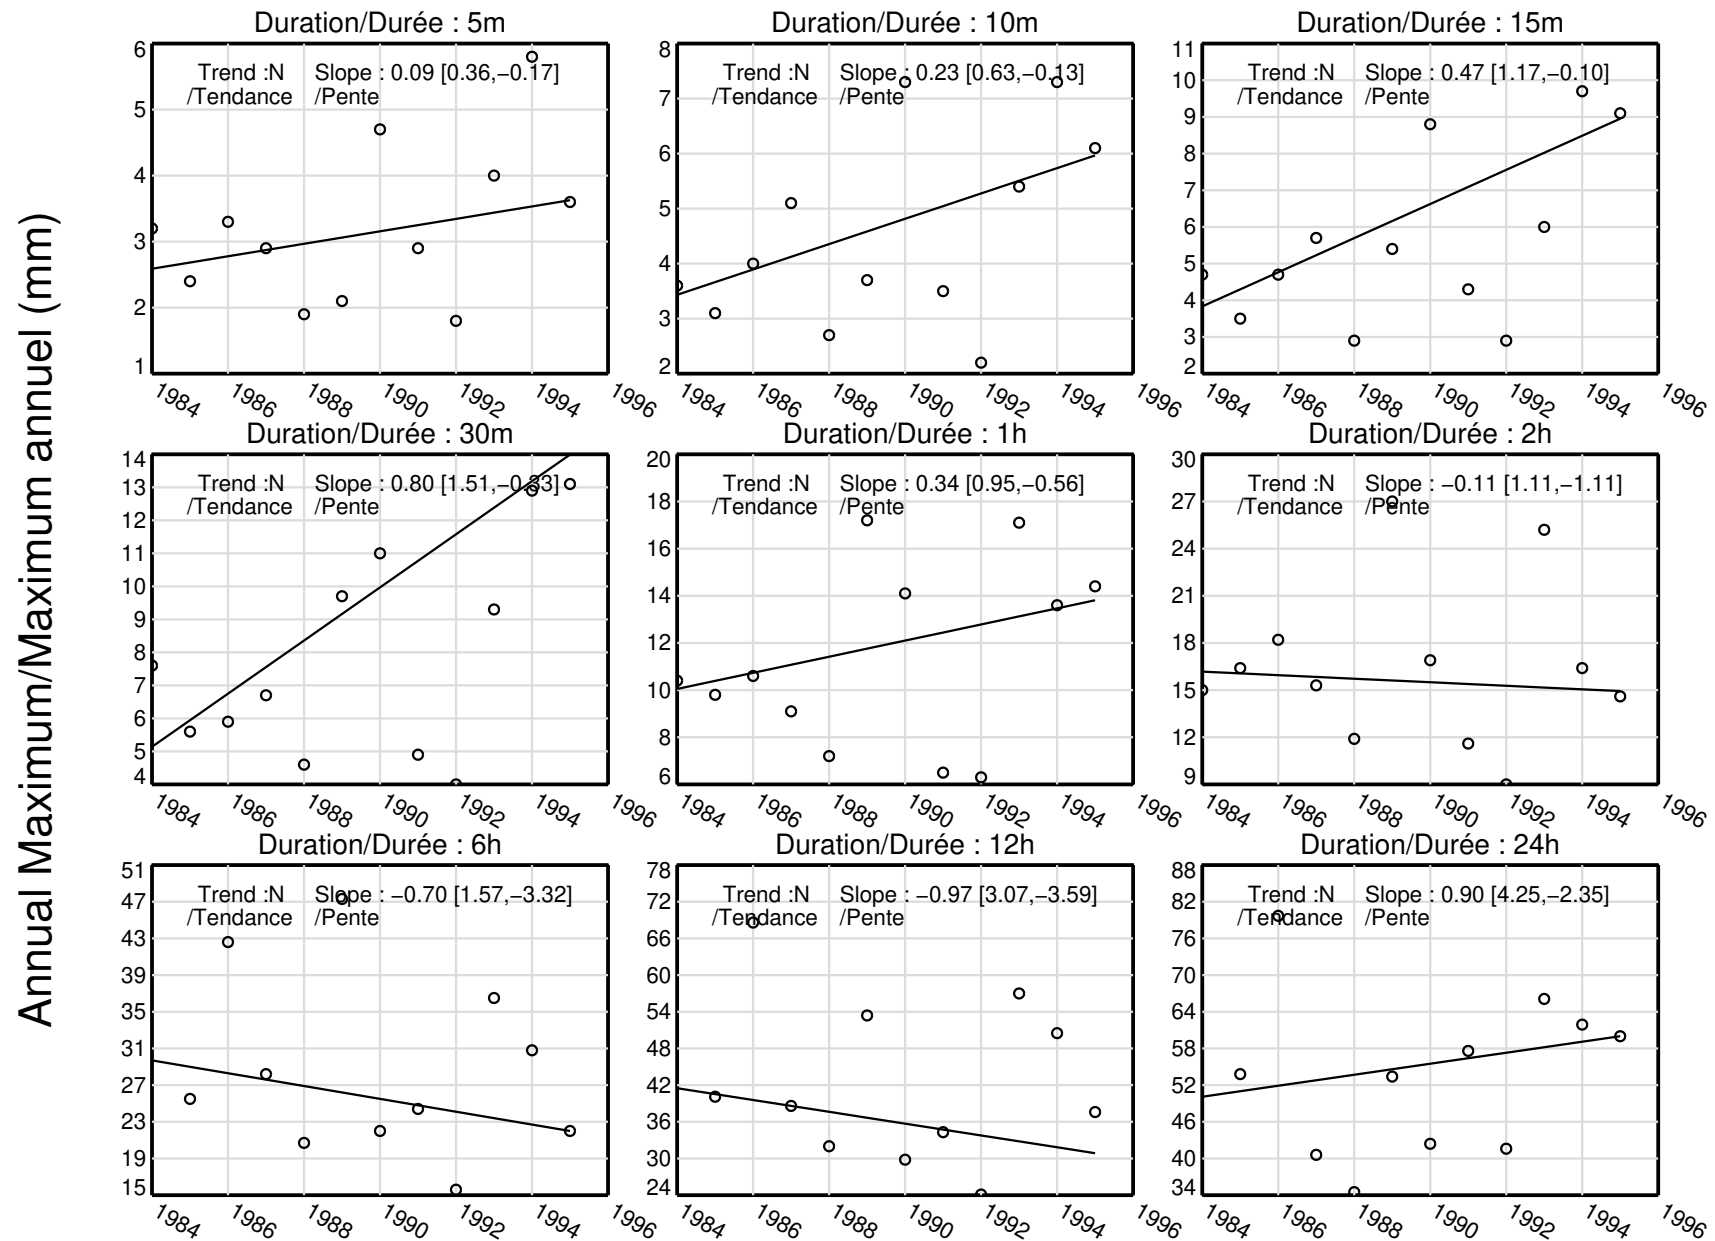 Annual Maximum/Maximum annuel (mm)
Duration/Durée : 5m
Trend :N Slope : 0.09 [0.36,−0.17]
/Tendance /Pente
6
5
4
3
2
1
1984 1986 1988 1990 1992 1994 1996
Duration/Durée : 10m
Trend :N Slope : 0.23 [0.63,−0.13]
/Tendance /Pente
8
7
6
5
4
3
2
1984 1986 1988 1990 1992 1994 1996
Duration/Durée : 15m
Trend :N Slope : 0.47 [1.17,−0.10]
/Tendance /Pente
11
10
9
8
7
6
5
4
3
2
1984 1986 1988 1990 1992 1994 1996
Duration/Durée : 30m
Trend :N Slope : 0.80 [1.51,−0.33]
/Tendance /Pente
14
13
12
11
10
9
8
7
6
5
4
1984 1986 1988 1990 1992 1994 1996
Duration/Durée : 1h
Trend :N Slope : 0.34 [0.95,−0.56]
/Tendance /Pente
20
18
16
14
12
10
8
6
1984 1986 1988 1990 1992 1994 1996
Duration/Durée : 2h
Trend :N Slope : −0.11 [1.11,−1.11]
/Tendance /Pente
30
27
24
21
18
15
12
9
1984 1986 1988 1990 1992 1994 1996
Duration/Durée : 6h
Trend :N Slope : −0.70 [1.57,−3.32]
/Tendance /Pente
51
47
43
39
35
31
27
23
19
15
1984 1986 1988 1990 1992 1994 1996
Duration/Durée : 12h
Trend :N Slope : −0.97 [3.07,−3.59]
/Tendance /Pente
78
72
66
60
54
48
42
36
30
24
1984 1986 1988 1990 1992 1994 1996
Duration/Durée : 24h
Trend :N Slope : 0.90 [4.25,−2.35]
/Tendance /Pente
88
82
76
70
64
58
52
46
40
34
1984 1986 1988 1990 1992 1994 1996